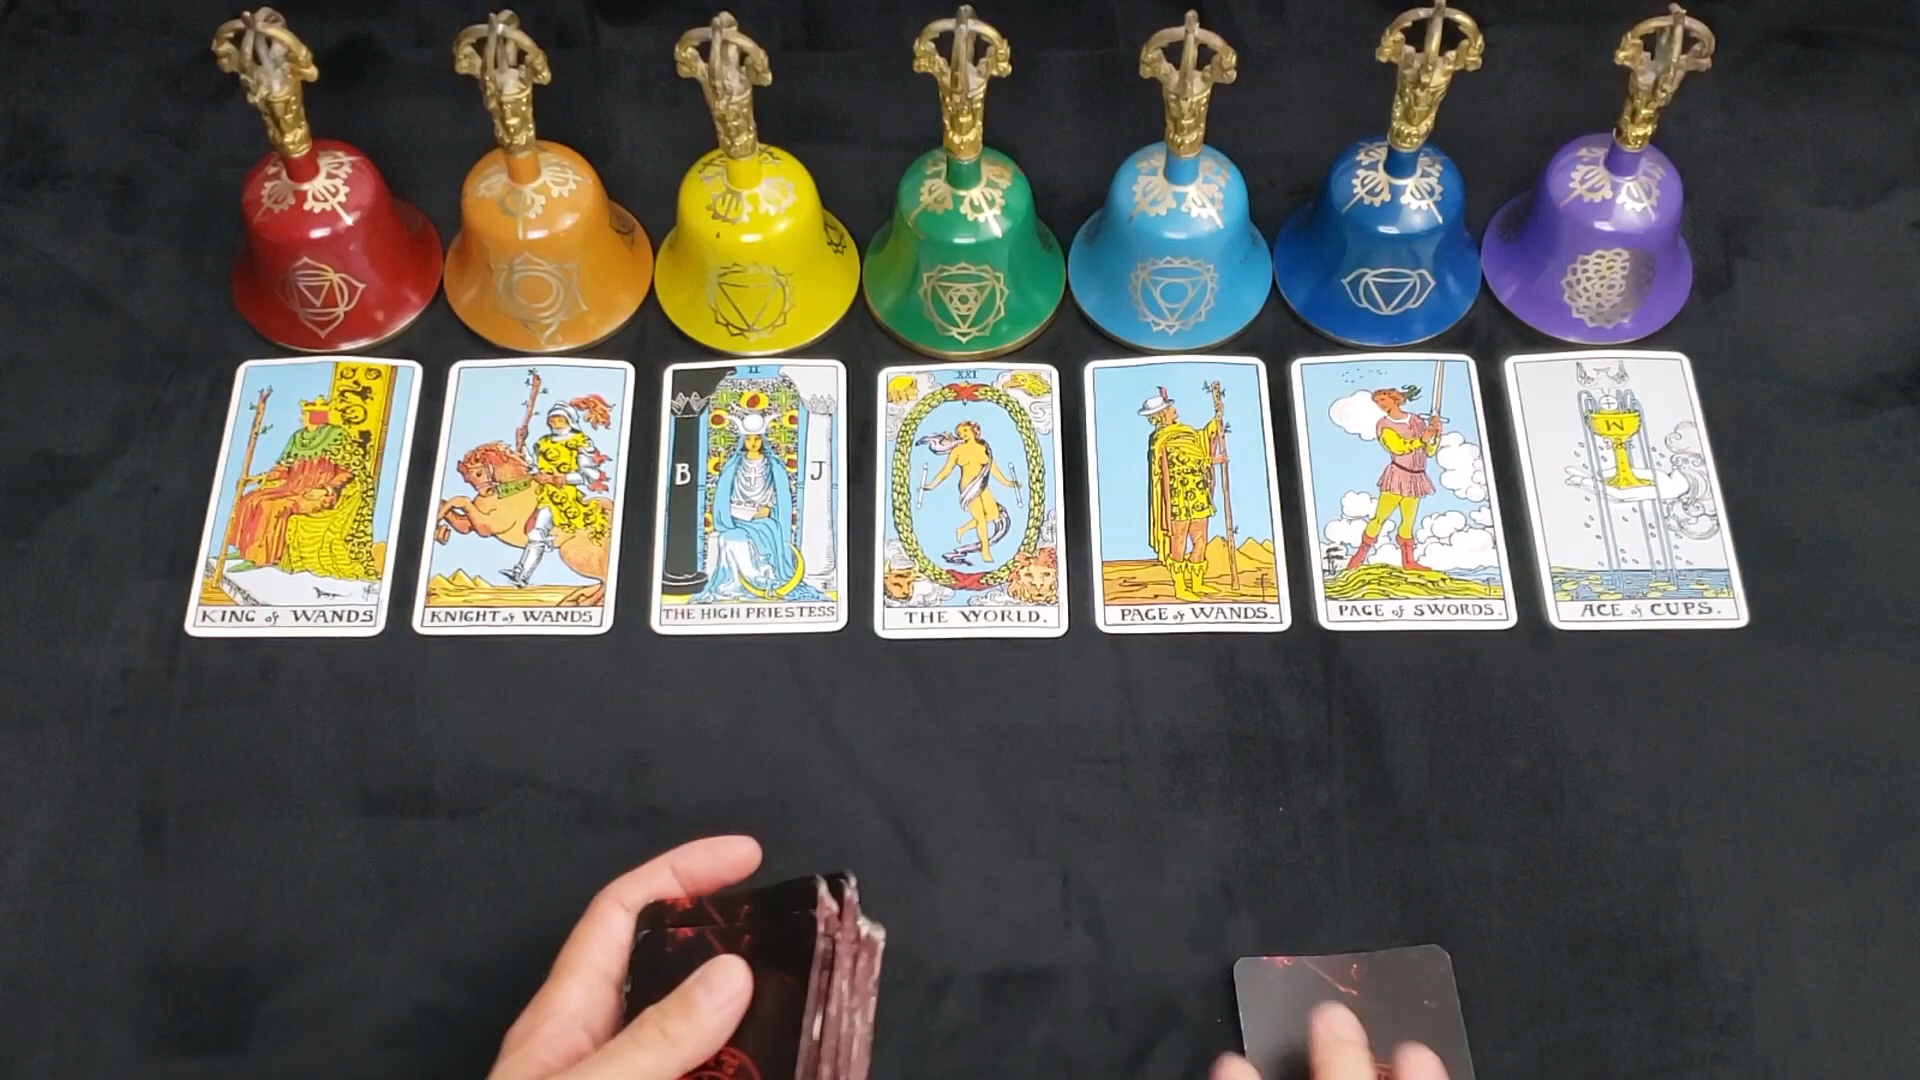 KING of WANDS
KNIGHT of WANDS
II
B
J
THE HIGH PRIESTESS
XXI
THE WORLD.
PAGE of WANDS.
PAGE of SWORDS.
W
ACE of CUPS.